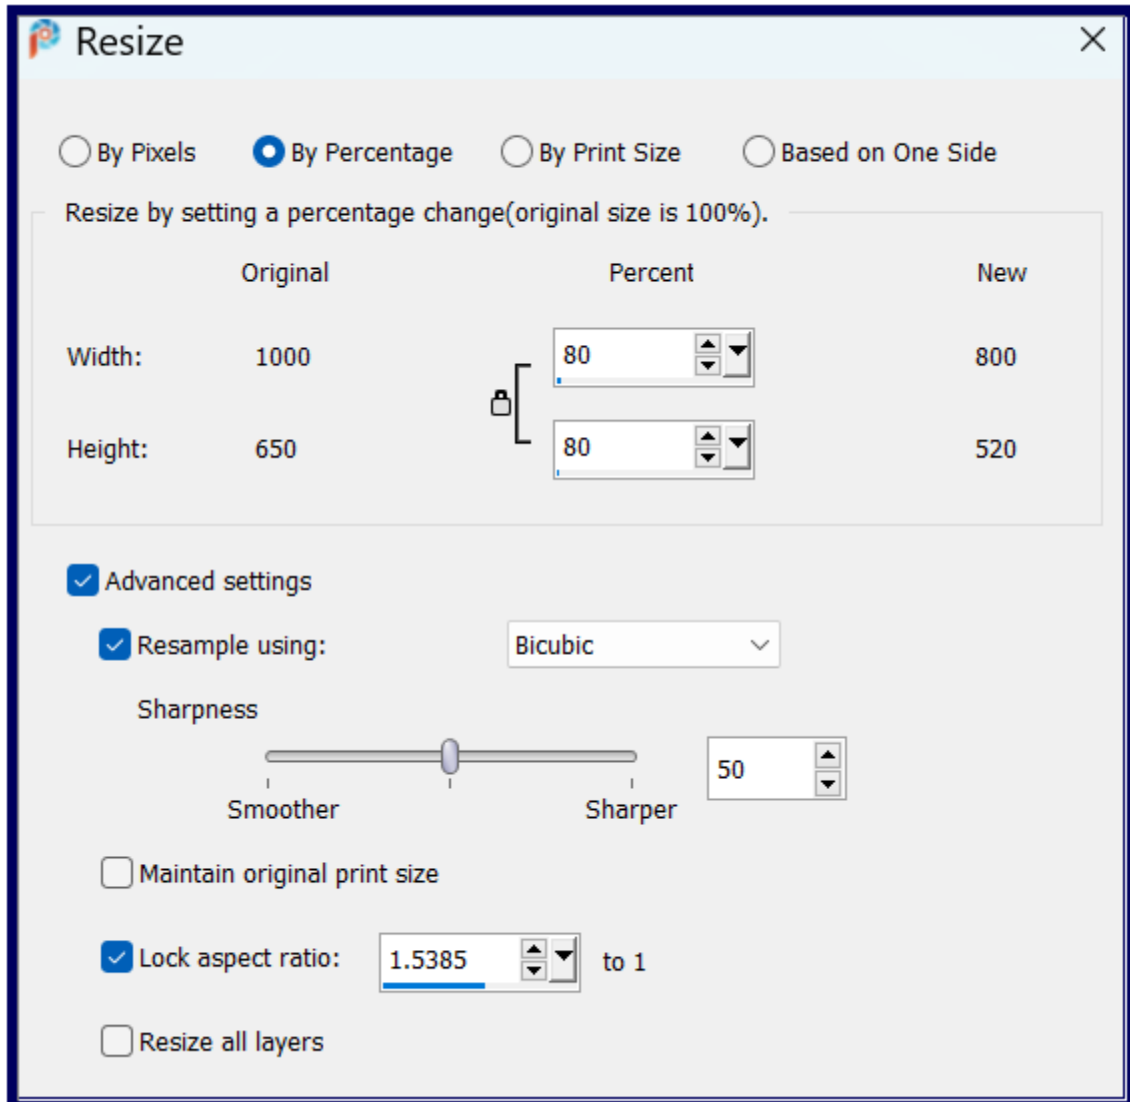 Resize
By Pixels By Percentage By Print Size Based on One Side
Resize by setting a percentage change(original size is 100%).
Original Percent New
Width: 1000 80 800
Height: 650 80 520
Advanced settings
Resample using: Bicubic
Sharpness
50
Smoother Sharper
Maintain original print size
Lock aspect ratio: 1.5385 to 1
Resize all layers